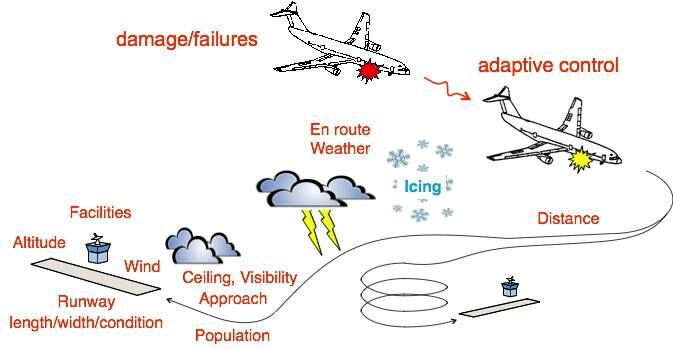 damage/failures
adaptive control
En route
Weather
Icing
Facilities
Distance
Altitude
Wind
Ceiling, Visibility
Approach
Runway
length/width/condition
Population